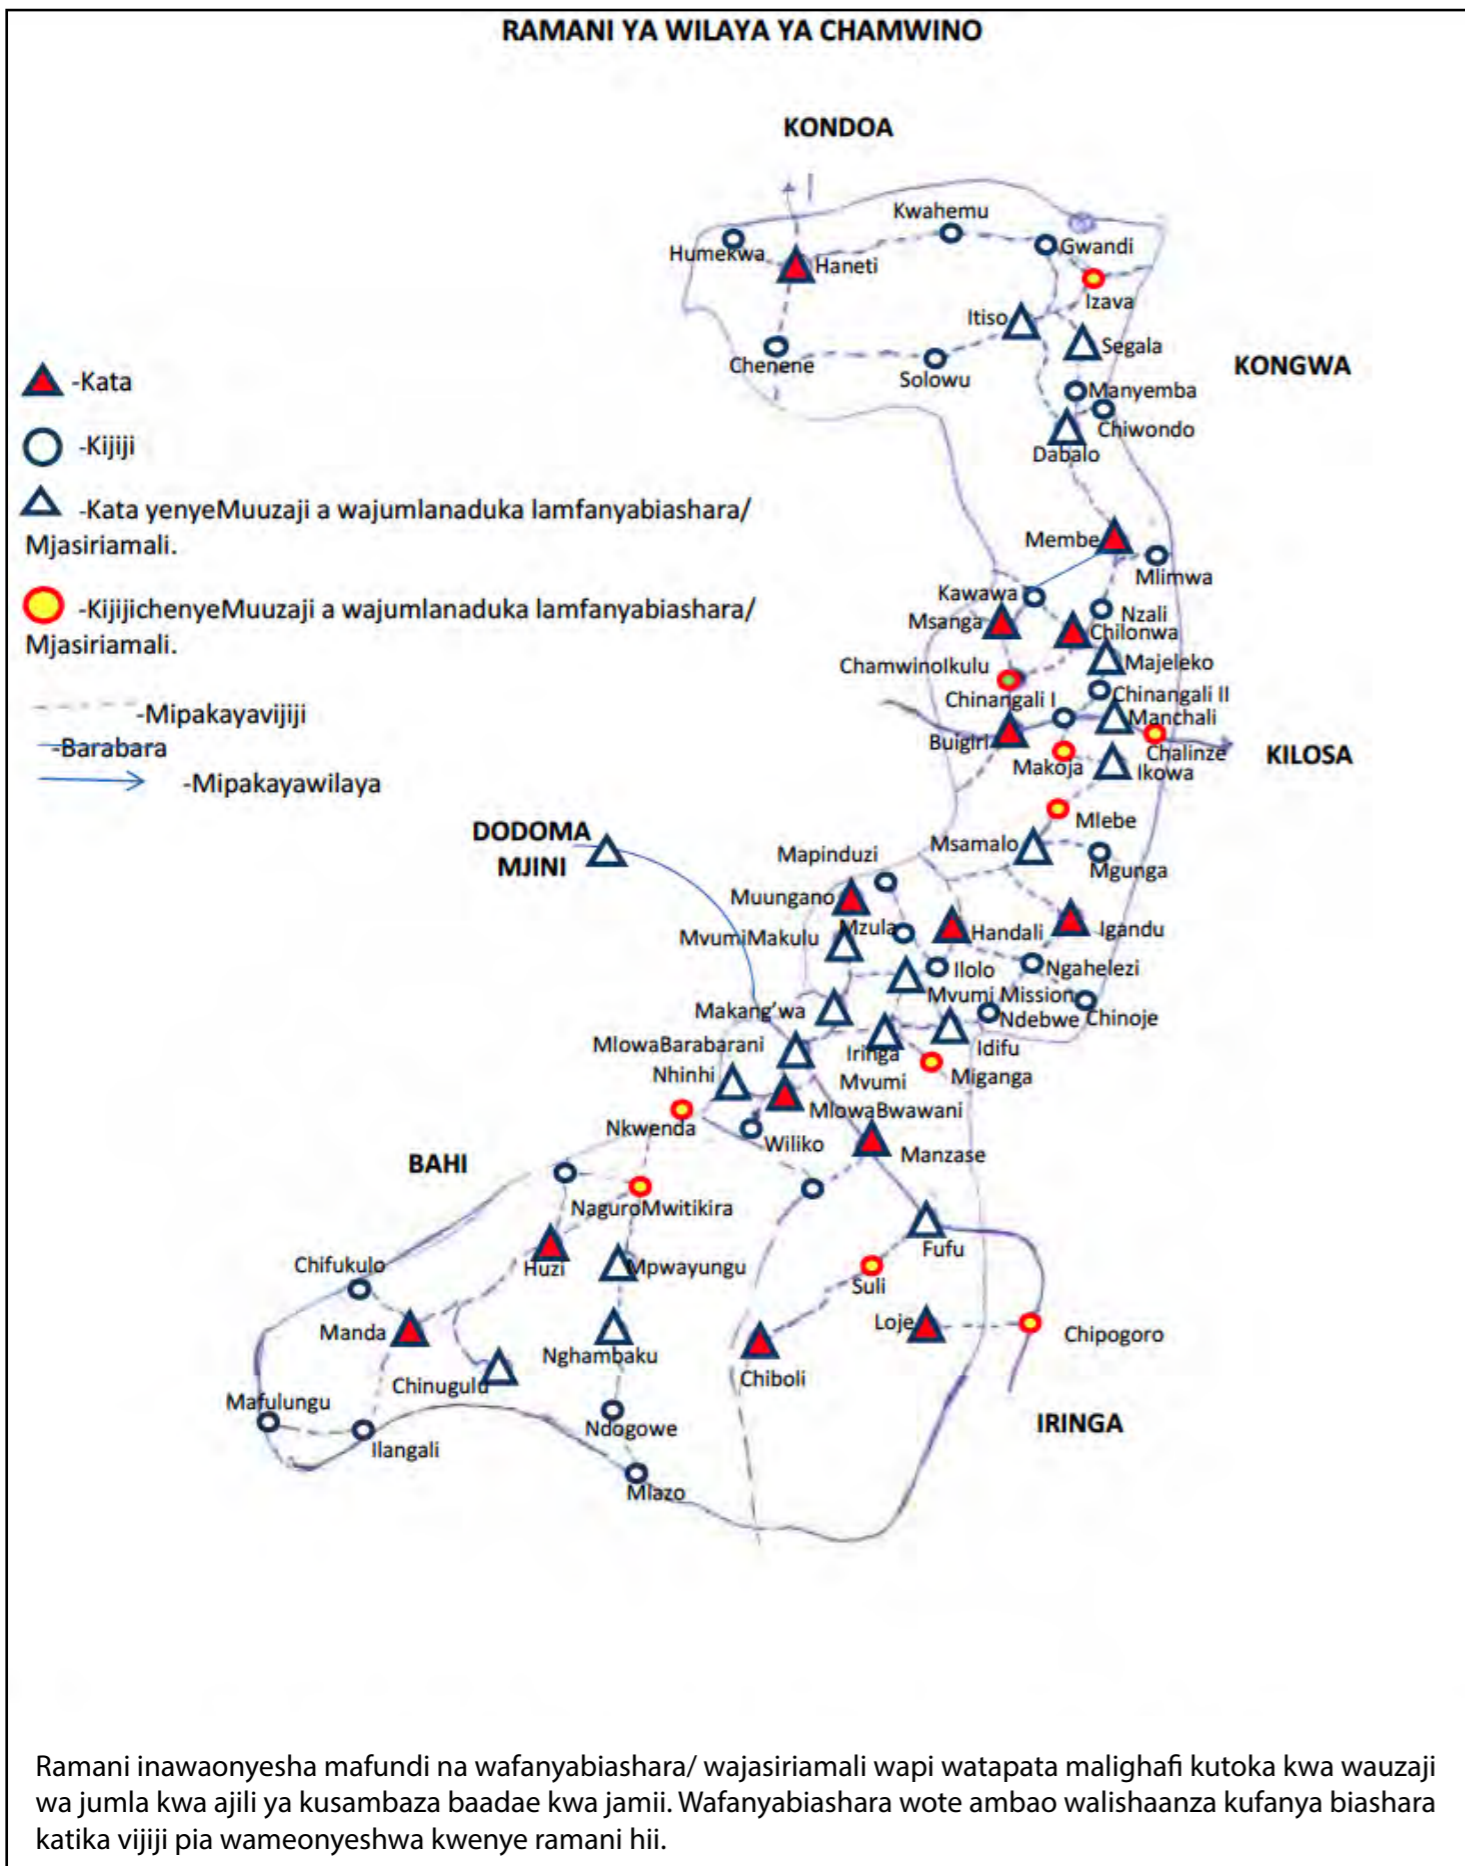 RAMANI YA WILAYA YA CHAMWINO
KONDOA
Kwahemu
Gwandi
Humekwa
Haneti
Izava
Itiso
Segala
Chenene
Solowu
KONGWA
Manyemba
Chiwondo
Dabalo
-Kata
-Kijiji
-Kata yenyeMuuzaji a wajumlanaduka lamfanyabiashara/
Mjasiriamali.
-KijijichenyeMuuzaji a wajumlanaduka lamfanyabiashara/
Mjasiriamali.
-Mipakayavijiji
-Barabara
-Mipakayawilaya
Membe
Mlimwa
Kawawa
Nzali
Msanga
Chilonwa
ChamwinoIkulu
Majeleko
Chinangali I
Chinangali II
Manchali
Buigiri
Chalinze
KILOSA
Makoja
Ikowa
Mlebe
DODOMA
MJINI
Msamalo
Mapinduzi
Mgunga
Muungano
Mzula
Handali
Igandu
MvumiMakulu
Ilolo
Ngahelezi
Mvumi Mission
Makang'wa
Ndebwe
Chinoje
MlowaBarabarani
Iringa
Mvumi
Idifu
Nhinhi
Miganga
MlowaBwawani
Nkwenda
Wiliko
Manzase
BAHI
NaguroMwitikira
Fufu
Chifukulo
Huzi
Mpwayungu
Suli
Manda
Loje
Chipogoro
Nghambaku
Chinugulu
Chiboli
Mafulungu
Ndogowe
IRINGA
Ilangali
Mlazo
Ramani inawaonyesha mafundi na wafanyabiashara/ wajasiriamali wapi watapata malighafi kutoka kwa wauzaji
wa jumla kwa ajili ya kusambaza baadae kwa jamii. Wafanyabiashara wote ambao walishaanza kufanya biashara
katika vijiji pia wameonyeshwa kwenye ramani hii.